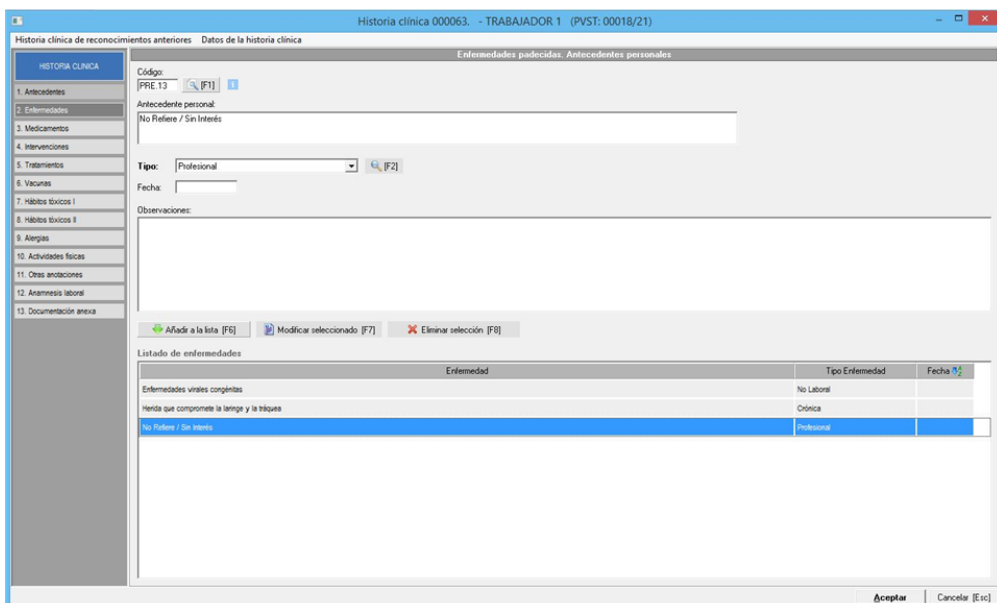 Historia clínica 000063. - TRABAJADOR 1 (PVST: 00018/21)
Historia clínica de reconocimientos anteriores Datos de la historia clínica
HISTORIA CLINICA
1. Antecedentes
2. Enfermedades
3. Medicamentos
4. Intervenciones
5. Tratamientos
6. Vacunas
7. Hábitos tóxicos I
8. Hábitos tóxicos II
9. Alergias
10. Actividades físicas
11. Otras anotaciones
12. Anamnesis laboral
13. Documentación anexa
Enfermedades padecidas. Antecedentes personales
Código:
PRE.13 [F1]
Antecedente personal:
No Refiere / Sin Interés
Tipo: Profesional [F2]
Fecha:
Observaciones:
Añadir a la lista [F6] Modificar seleccionado [F7] Eliminar selección [F8]
Listado de enfermedades
Enfermedad Tipo Enfermedad Fecha
Enfermedades virales congénitas No Laboral
Herida que compromete la laringe y la tráquea Crónica
No Refiere / Sin Interés Profesional
Aceptar Cancelar [Esc]